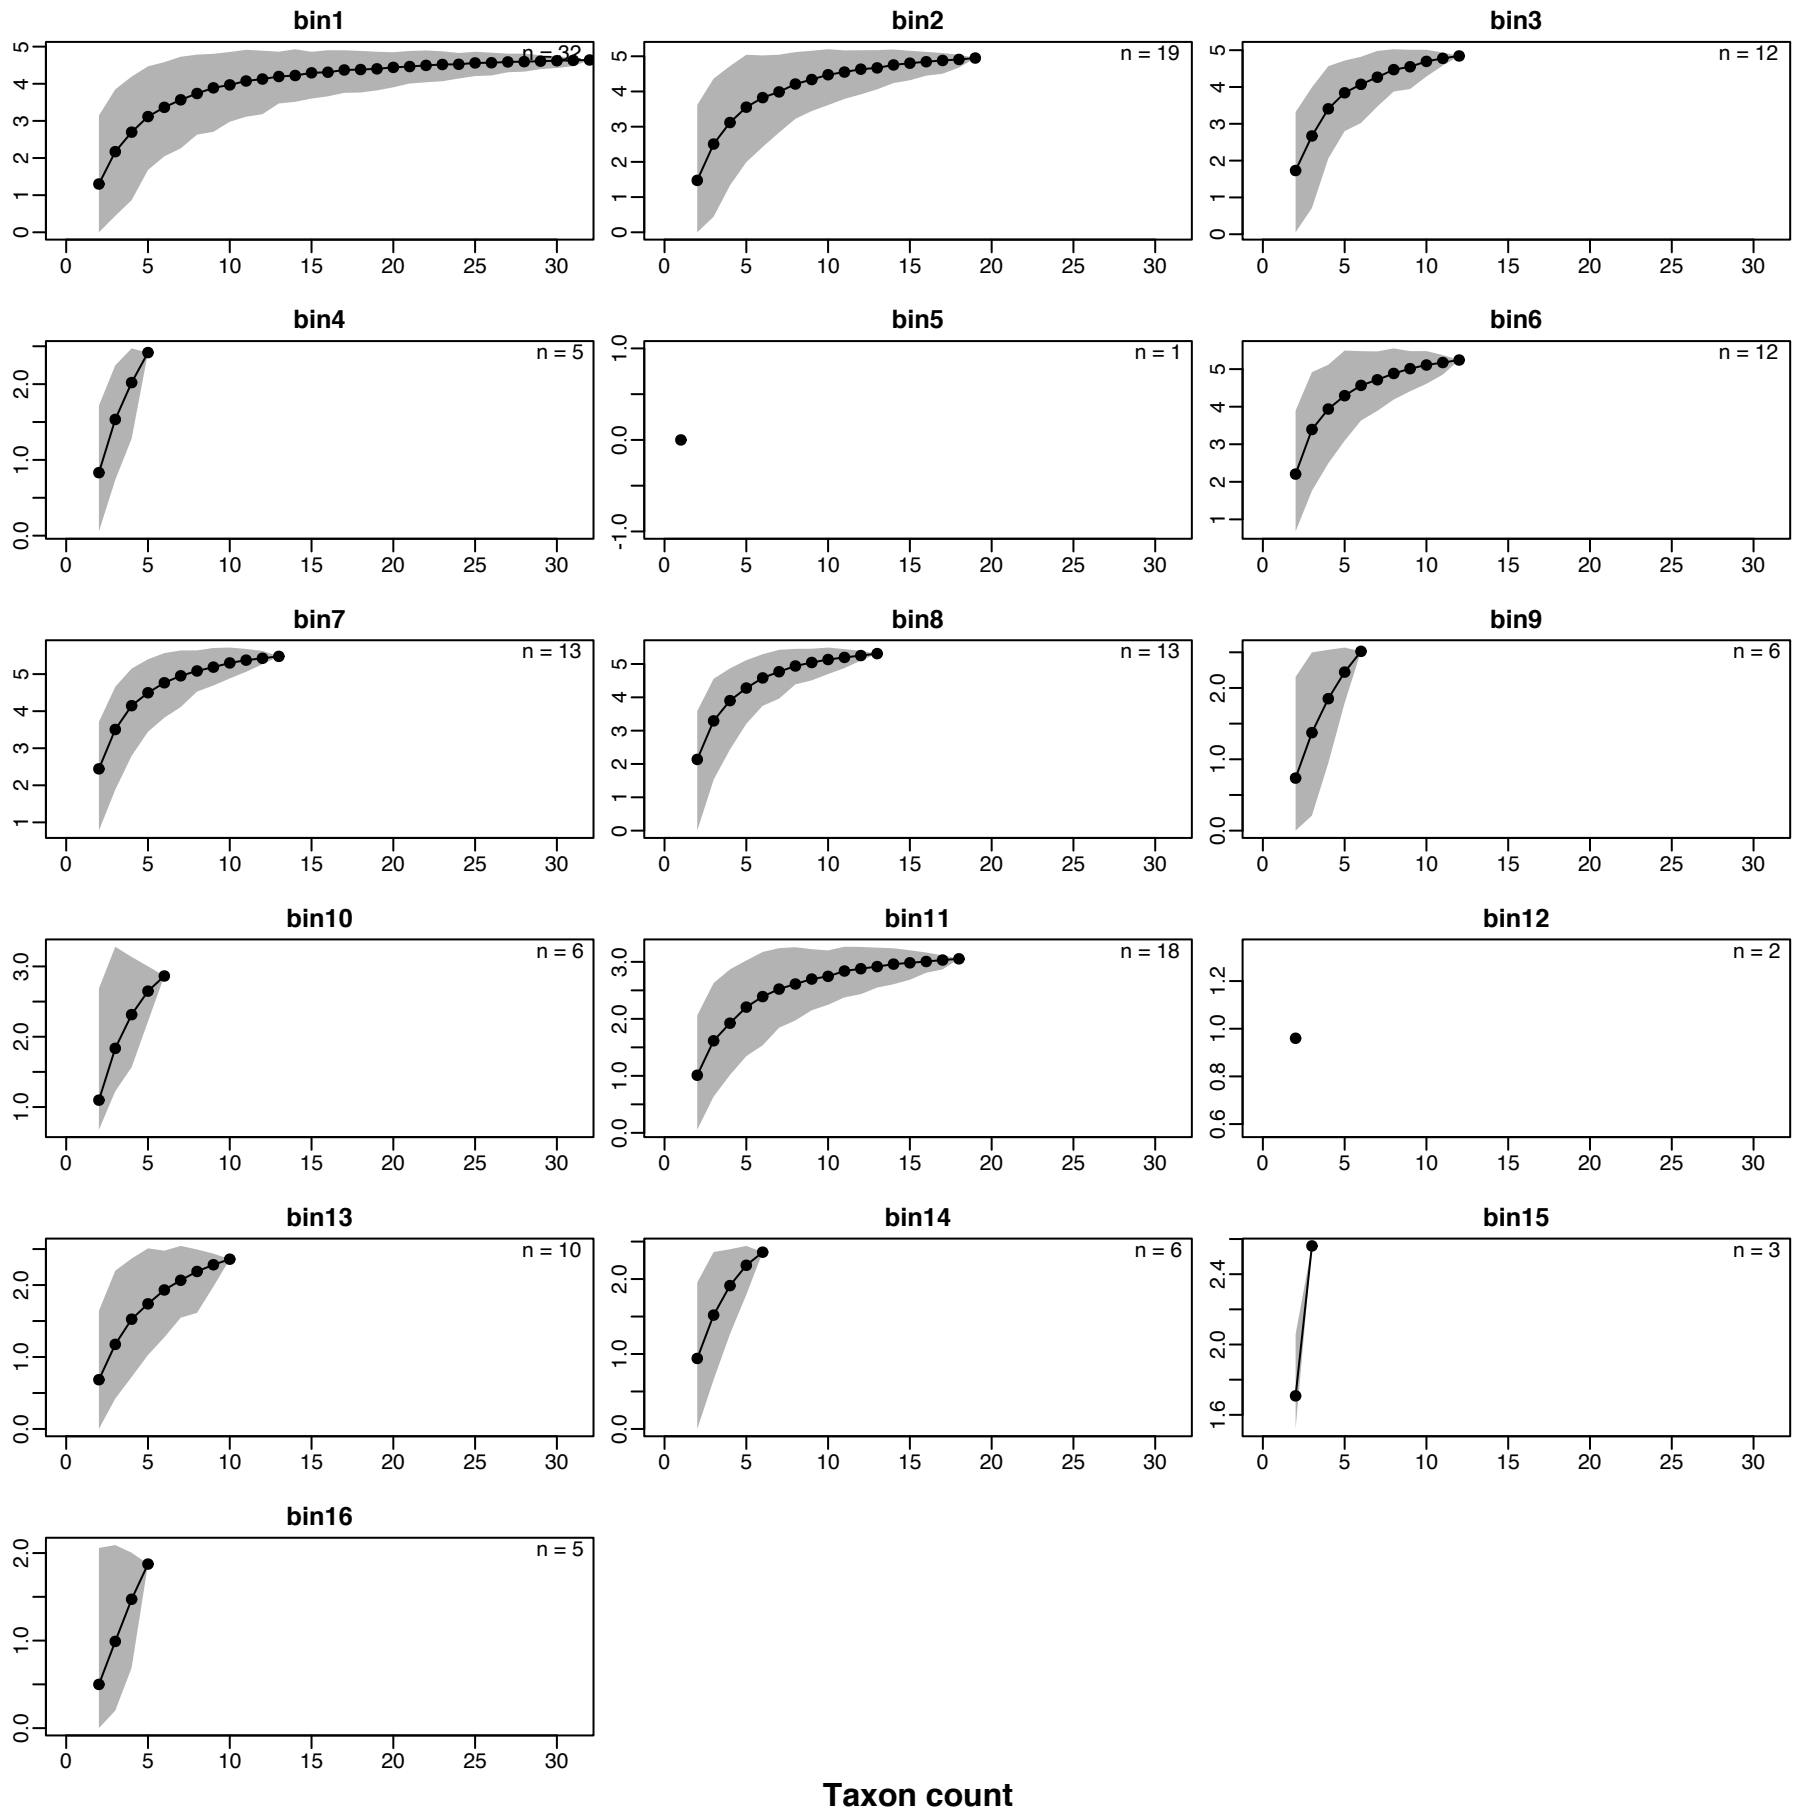 bin1 bin2 bin3
n = 32 n = 19 n = 12
0 1 2 3 4 5
0 1 2 3 4 5
0 1 2 3 4 5
0 5 10 15 20 25 30 0 5 10 15 20 25 30 0 5 10 15 20 25 30
bin4 bin5 bin6
n = 5 n = 1 n = 12
0.0 1.0 2.0
-1.0 0.0 1.0
1 2 3 4 5
0 5 10 15 20 25 30 0 5 10 15 20 25 30 0 5 10 15 20 25 30
bin7 bin8 bin9
n = 13 n = 13 n = 6
1 2 3 4 5
0 1 2 3 4 5
0.0 1.0 2.0
0 5 10 15 20 25 30 0 5 10 15 20 25 30 0 5 10 15 20 25 30
bin10 bin11 bin12
n = 6 n = 18 n = 2
1.0 2.0 3.0
0.0 1.0 2.0 3.0
0.6 0.8 1.0 1.2
0 5 10 15 20 25 30 0 5 10 15 20 25 30 0 5 10 15 20 25 30
bin13 bin14 bin15
n = 10 n = 6 n = 3
0.0 1.0 2.0
0.0 1.0 2.0
1.6 2.0 2.4
0 5 10 15 20 25 30 0 5 10 15 20 25 30 0 5 10 15 20 25 30
bin16
n = 5
0.0 1.0 2.0
0 5 10 15 20 25 30
Taxon count